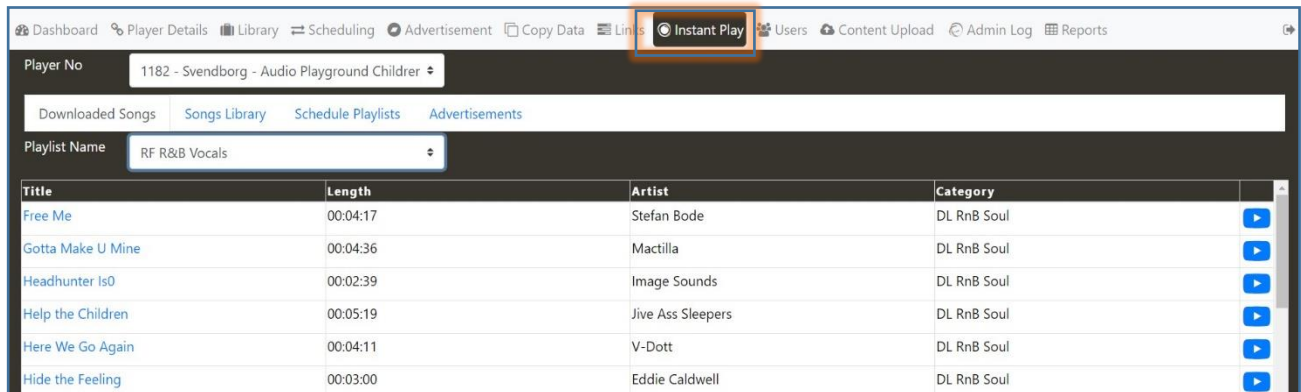 Dashboard Player Details Library Scheduling Advertisement Copy Data Links Instant Play Users Content Upload Admin Log Reports
Player No 1182 - Svendborg - Audio Playground Childrer
Downloaded Songs Songs Library Schedule Playlists Advertisements
Playlist Name RF R&B Vocals
Title Length Artist Category
Free Me 00:04:17 Stefan Bode DL RnB Soul
Gotta Make U Mine 00:04:36 Mactilla DL RnB Soul
Headhunter Is0 00:02:39 Image Sounds DL RnB Soul
Help the Children 00:05:19 Jive Ass Sleepers DL RnB Soul
Here We Go Again 00:04:11 V-Dott DL RnB Soul
Hide the Feeling 00:03:00 Eddie Caldwell DL RnB Soul